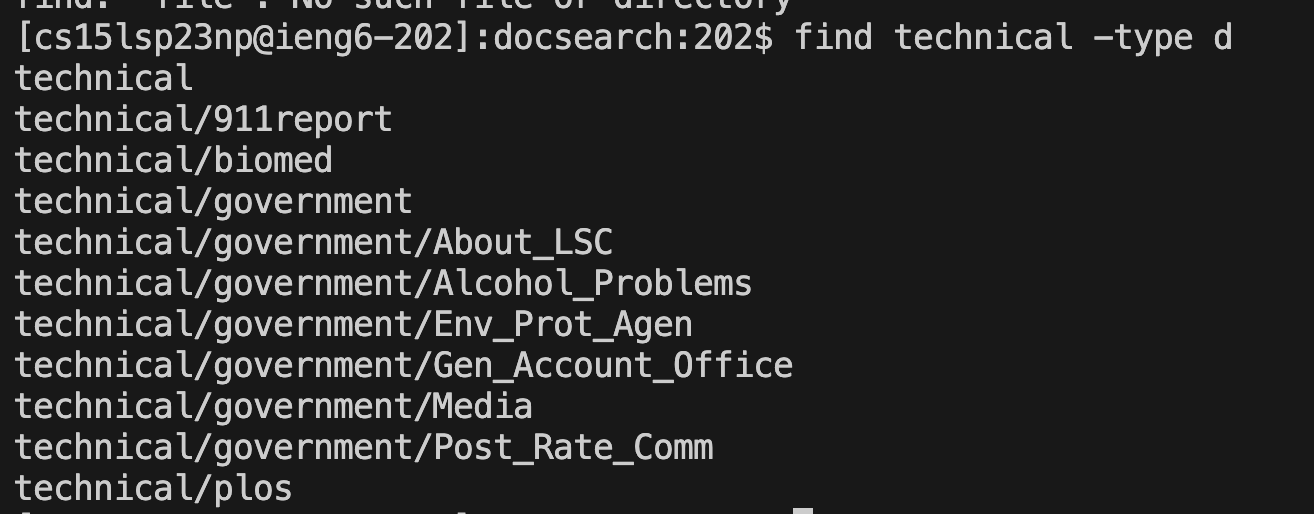 find: "file": No such file or directory
[cs15lsp23np@ieng6-202]:docsearch:202$ find technical -type d
technical
technical/911report
technical/biomed
technical/government
technical/government/About_LSC
technical/government/Alcohol_Problems
technical/government/Env_Prot_Agen
technical/government/Gen_Account_Office
technical/government/Media
technical/government/Post_Rate_Comm
technical/plos